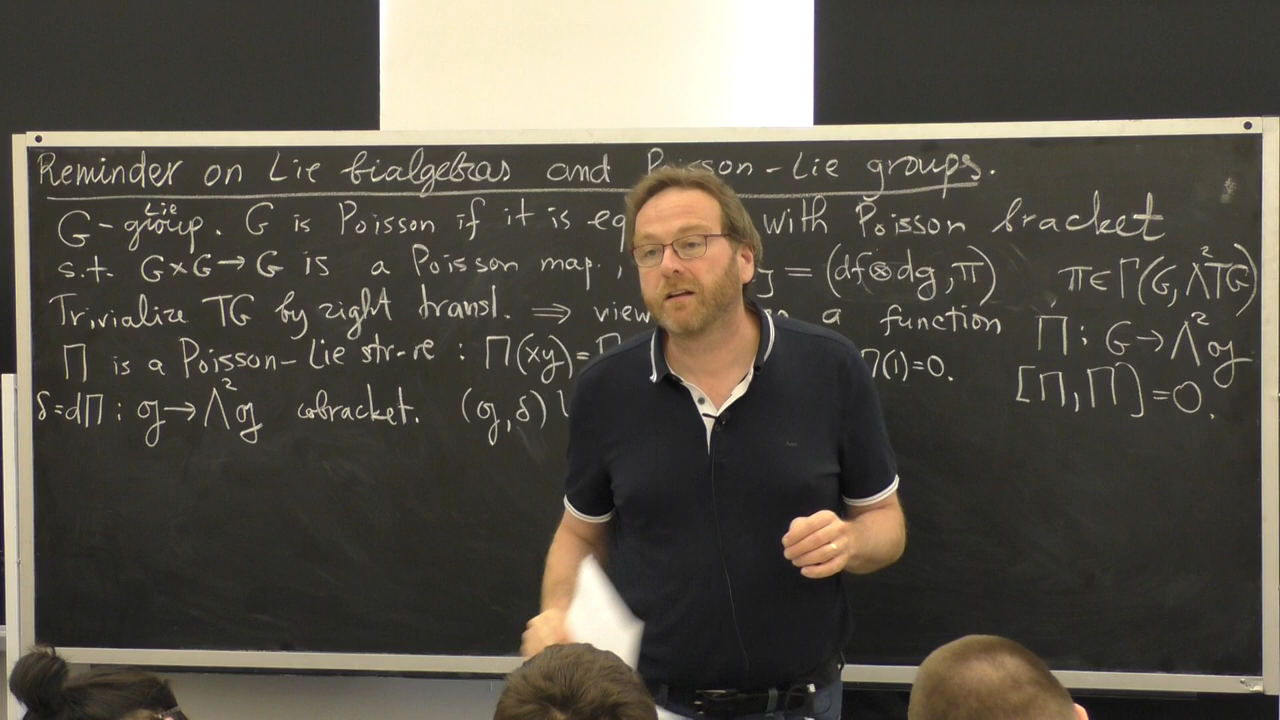 Reminder on Lie bialgebras and Poisson-Lie groups.
G - Lie group. G is Poisson if it is eq with Poisson bracket
s.t. G×G→G is a Poisson map., = (df⊗dg, π) , π∈Γ(G, Λ²TG)
Trivialize TG by right transl. ⇒ view a function Π: G→Λ²𝔤
Π is a Poisson-Lie str-re : Π(xy)= Π(1)=0. [Π,Π]=0.
δ=dΠ: 𝔤→Λ²𝔤 cobracket. (𝔤,δ)